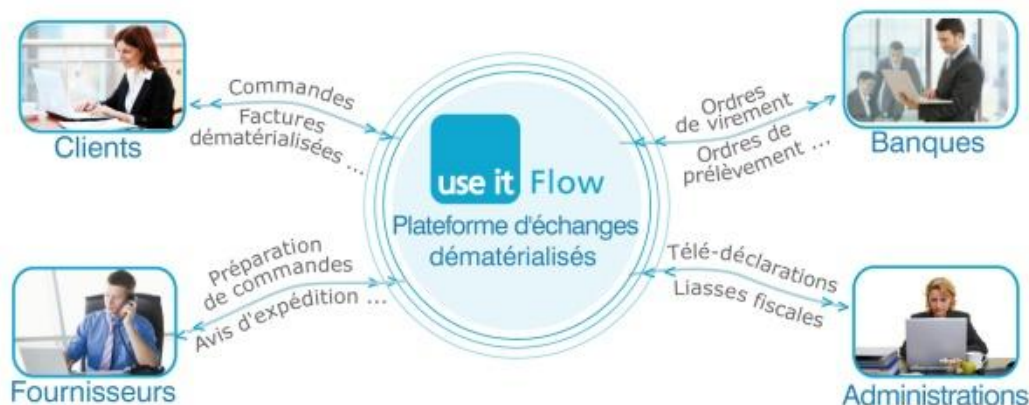 Commandes
Factures
dématérialisées ...
Clients
Ordres
de virement
Ordres de
prélèvement ...
Banques
use it Flow
Plateforme d'échanges
dématérialisés
Préparation
de commandes
Avis d'expédition ...
Fournisseurs
Télé-déclarations
Liasses fiscales
Administrations